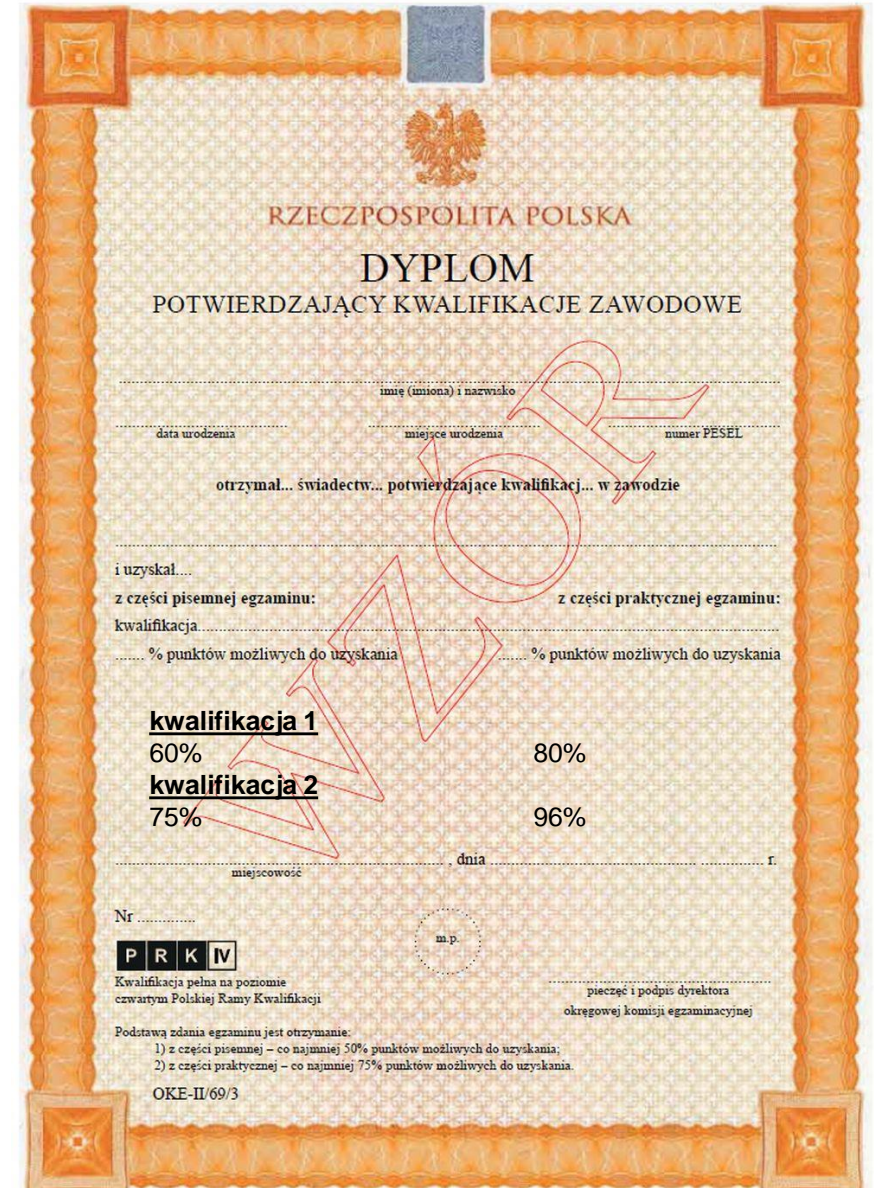 RZECZPOSPOLITA POLSKA
DYPLOM
POTWIERDZAJĄCY KWALIFIKACJE ZAWODOWE
imię (imiona) i nazwisko
data urodzenia miejsce urodzenia numer PESEL
otrzymał... świadectw... potwierdzające kwalifikacj... w zawodzie
i uzyskał....
z części pisemnej egzaminu: z części praktycznej egzaminu:
kwalifikacja
....... % punktów możliwych do uzyskania ....... % punktów możliwych do uzyskania
WZÓR
kwalifikacja 1
60% 80%
kwalifikacja 2
75% 96%
, dnia r.
miejscowość
Nr ..............
m.p.
P R K IV
Kwalifikacja pełna na poziomie
czwartym Polskiej Ramy Kwalifikacji
pieczęć i podpis dyrektora
okręgowej komisji egzaminacyjnej
Podstawą zdania egzaminu jest otrzymanie:
1) z części pisemnej – co najmniej 50% punktów możliwych do uzyskania;
2) z części praktycznej – co najmniej 75% punktów możliwych do uzyskania.
OKE-II/69/3